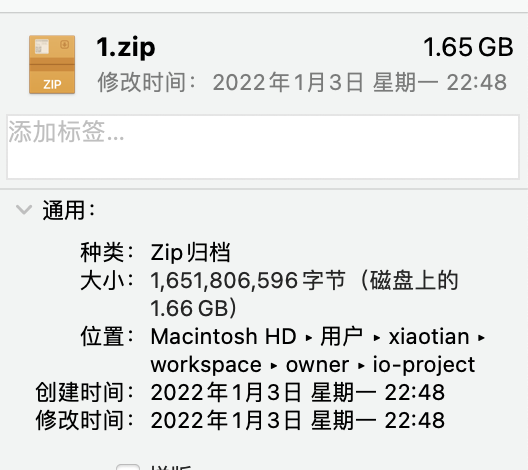 1.zip 1.65 GB
ZIP 修改时间： 2022年1月3日 星期一 22:48
添加标签...
通用：
种类： Zip归档
大小： 1,651,806,596字节（磁盘上的
1.66 GB）
位置： Macintosh HD ▸ 用户 ▸ xiaotian ▸
workspace ▸ owner ▸ io-project
创建时间： 2022年1月3日 星期一 22:48
修改时间： 2022年1月3日 星期一 22:48